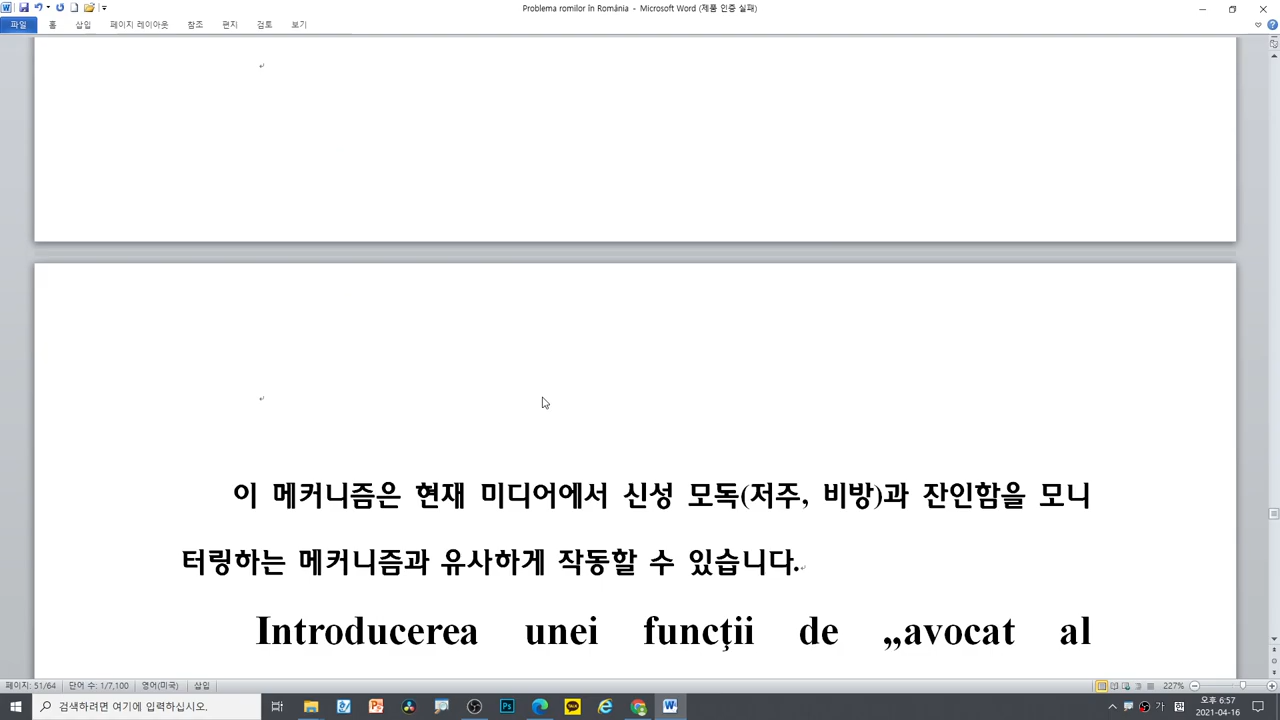 Problema romilor în România - Microsoft Word (제품 인증 실패)
파일 홈 삽입 페이지 레이아웃 참조 편지 검토 보기
이 메커니즘은 현재 미디어에서 신성 모독(저주, 비방)과 잔인함을 모니
터링하는 메커니즘과 유사하게 작동할 수 있습니다.
Introducerea unei funcţii de „avocat al
페이지: 51/64 단어 수: 1/7,100 영어(미국) 삽입 227%
검색하려면 여기에 입력하십시오. 가 오후 6:57
2021-04-16